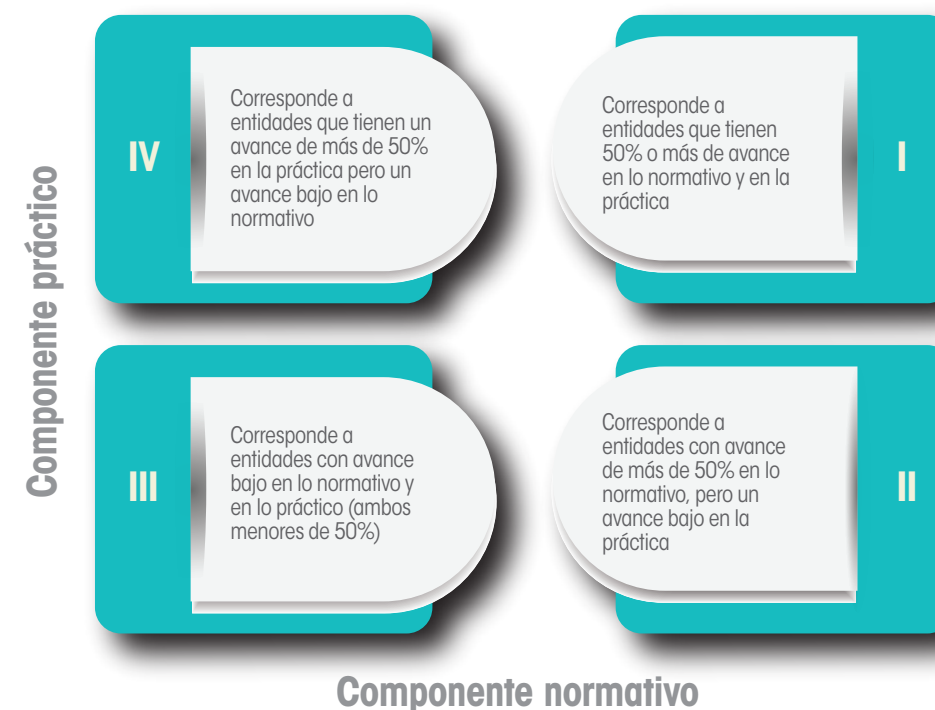 Componente práctico
IV
Corresponde a
entidades que tienen un
avance de más de 50%
en la práctica pero un
avance bajo en lo
normativo
Corresponde a
entidades que tienen
50% o más de avance
en lo normativo y en la
práctica
I
III
Corresponde a
entidades con avance
bajo en lo normativo y
en lo práctico (ambos
menores de 50%)
Corresponde a
entidades con avance
de más de 50% en lo
normativo, pero un
avance bajo en la
práctica
II
Componente normativo